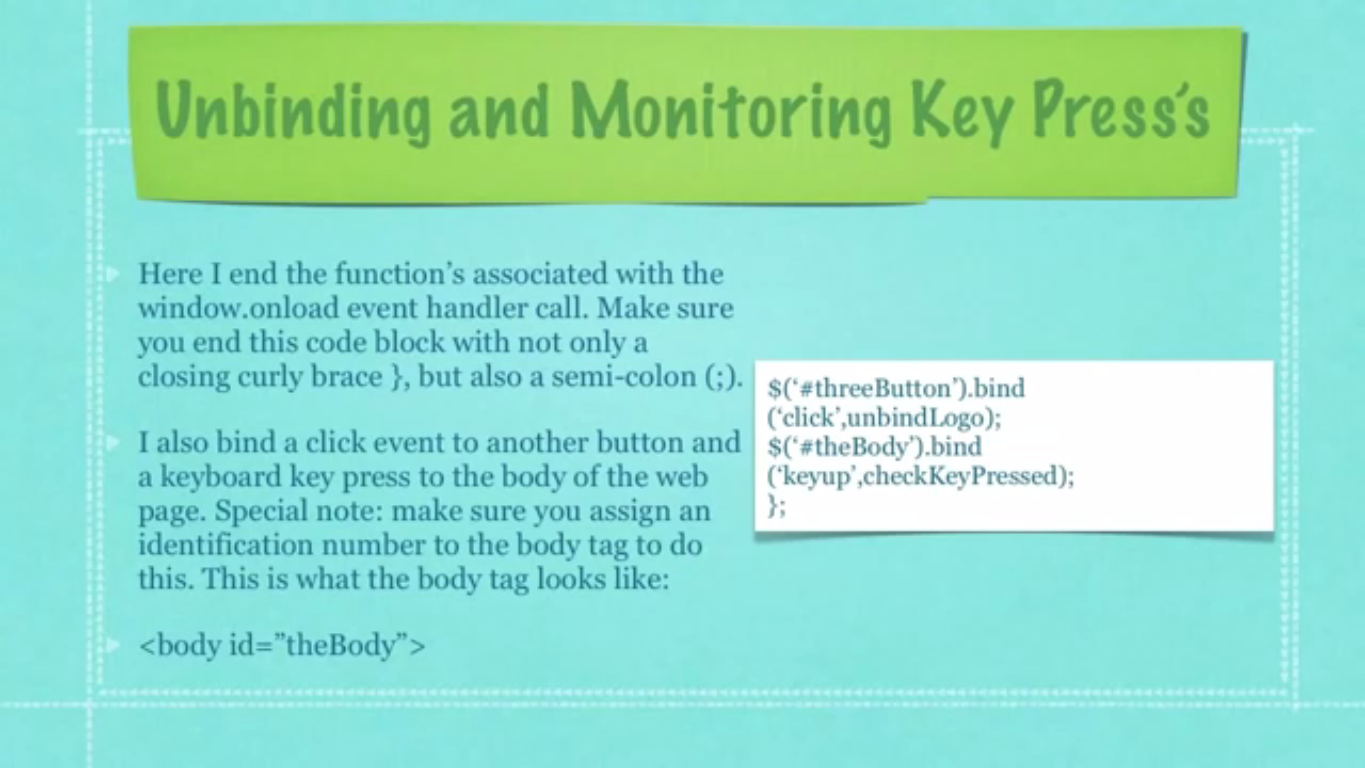 Unbinding and Monitoring Key Press's
Here I end the function’s associated with the
window.onload event handler call. Make sure
you end this code block with not only a
closing curly brace }, but also a semi-colon (;).
I also bind a click event to another button and
a keyboard key press to the body of the web
page. Special note: make sure you assign an
identification number to the body tag to do
this. This is what the body tag looks like:
<body id=”theBody”>
$(‘#threeButton’).bind
(‘click’,unbindLogo);
$(‘#theBody’).bind
(‘keyup’,checkKeyPressed);
};